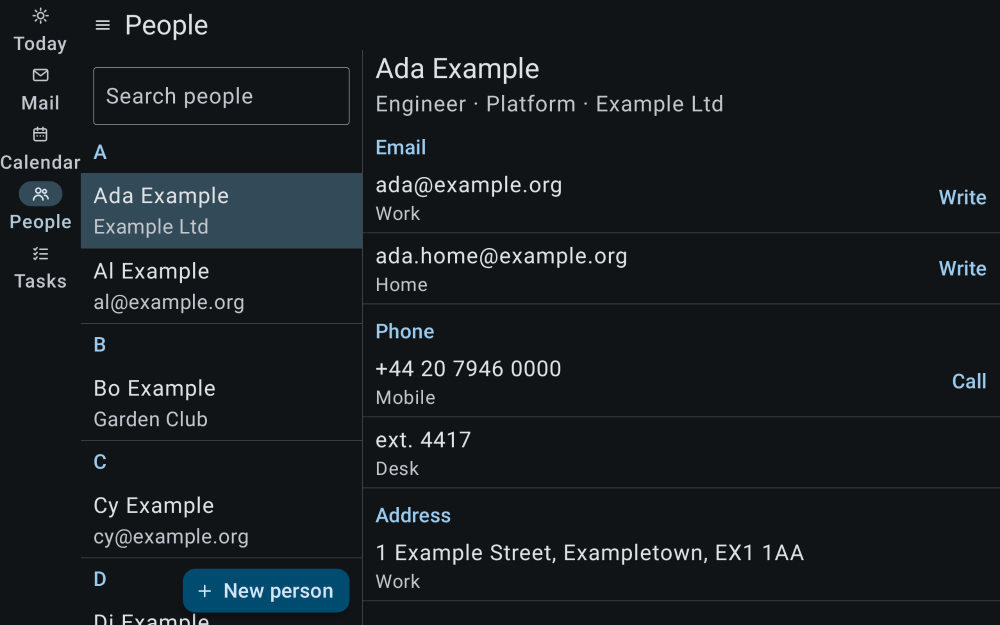 Today
Mail
Calendar
People
Tasks
People
Search people
A
Ada Example
Example Ltd
Al Example
al@example.org
B
Bo Example
Garden Club
C
Cy Example
cy@example.org
D
Di Example
+ New person
Ada Example
Engineer · Platform · Example Ltd
Email
ada@example.org
Work
Write
ada.home@example.org
Home
Write
Phone
+44 20 7946 0000
Mobile
Call
ext. 4417
Desk
Address
1 Example Street, Exampletown, EX1 1AA
Work